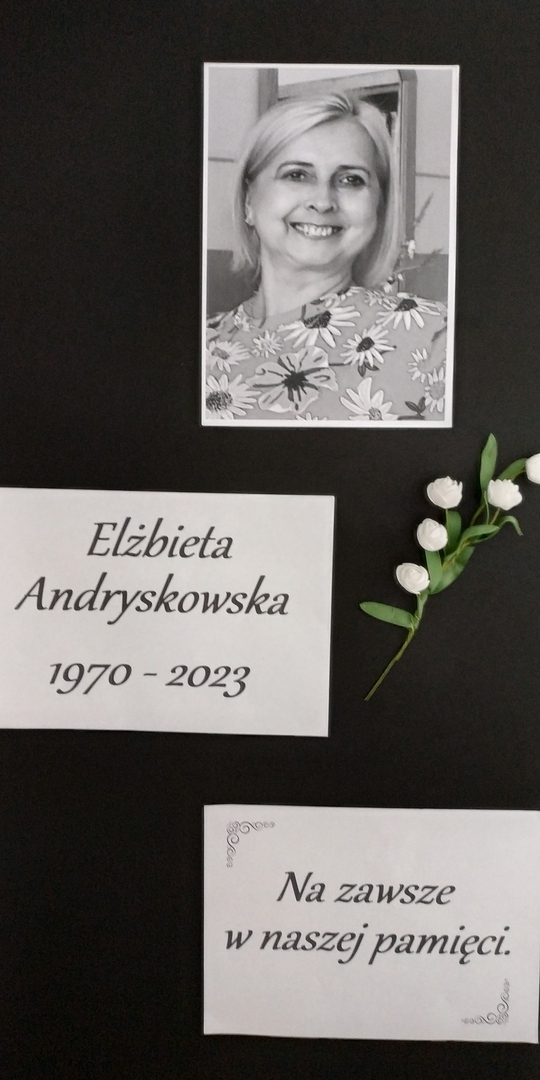 Elżbieta
Andryskowska
1970 - 2023
Na zawsze
w naszej pamięci.